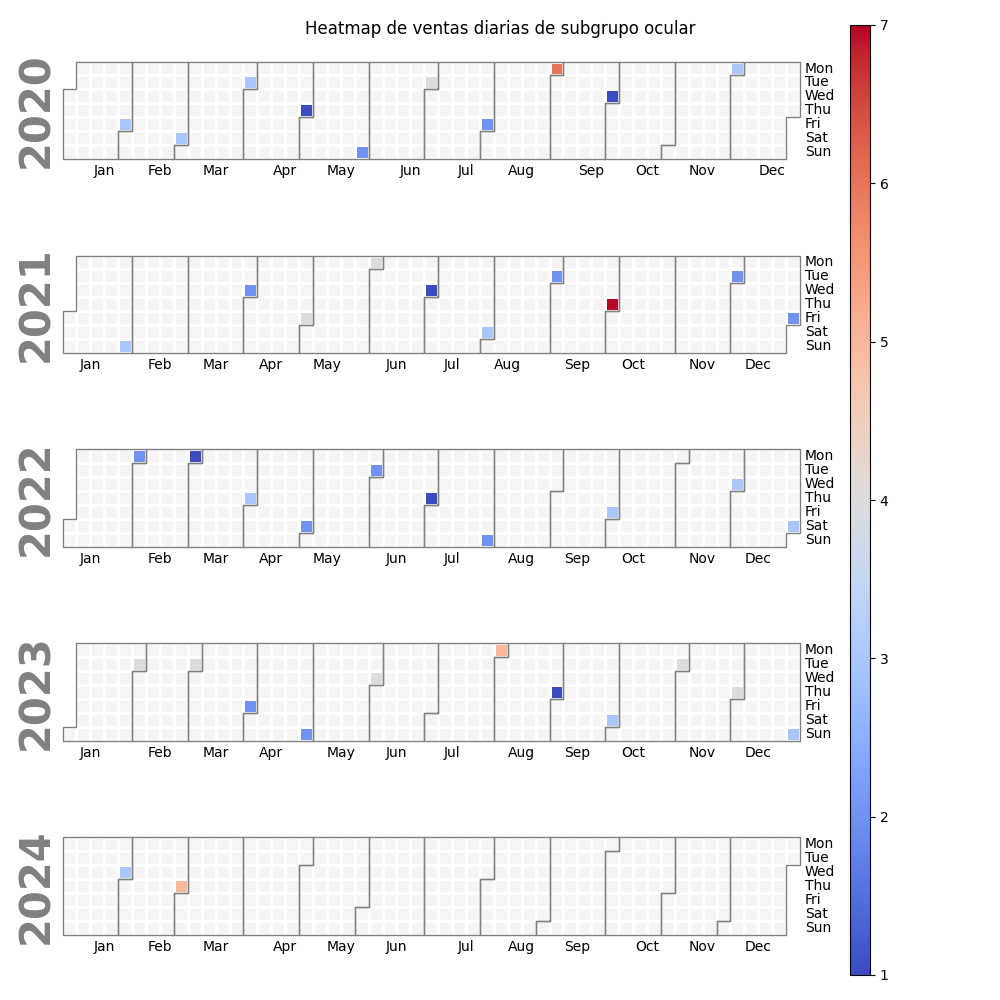 Heatmap de ventas diarias de subgrupo ocular
2020
Mon
Tue
Wed
Thu
Fri
Sat
Sun
Jan Feb Mar Apr May Jun Jul Aug Sep Oct Nov Dec
2021
Mon
Tue
Wed
Thu
Fri
Sat
Sun
Jan Feb Mar Apr May Jun Jul Aug Sep Oct Nov Dec
2022
Mon
Tue
Wed
Thu
Fri
Sat
Sun
Jan Feb Mar Apr May Jun Jul Aug Sep Oct Nov Dec
2023
Mon
Tue
Wed
Thu
Fri
Sat
Sun
Jan Feb Mar Apr May Jun Jul Aug Sep Oct Nov Dec
2024
Mon
Tue
Wed
Thu
Fri
Sat
Sun
Jan Feb Mar Apr May Jun Jul Aug Sep Oct Nov Dec
7
6
5
4
3
2
1